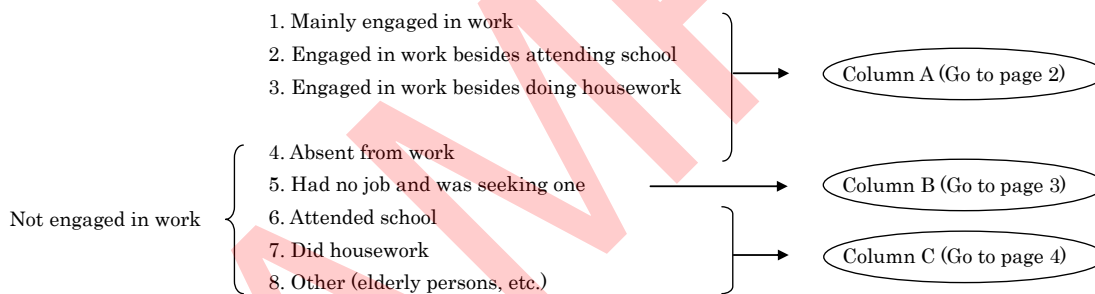 1. Mainly engaged in work
2. Engaged in work besides attending school
3. Engaged in work besides doing housework
Column A (Go to page 2)
Not engaged in work
4. Absent from work
5. Had no job and was seeking one
Column B (Go to page 3)
6. Attended school
7. Did housework
8. Other (elderly persons, etc.)
Column C (Go to page 4)